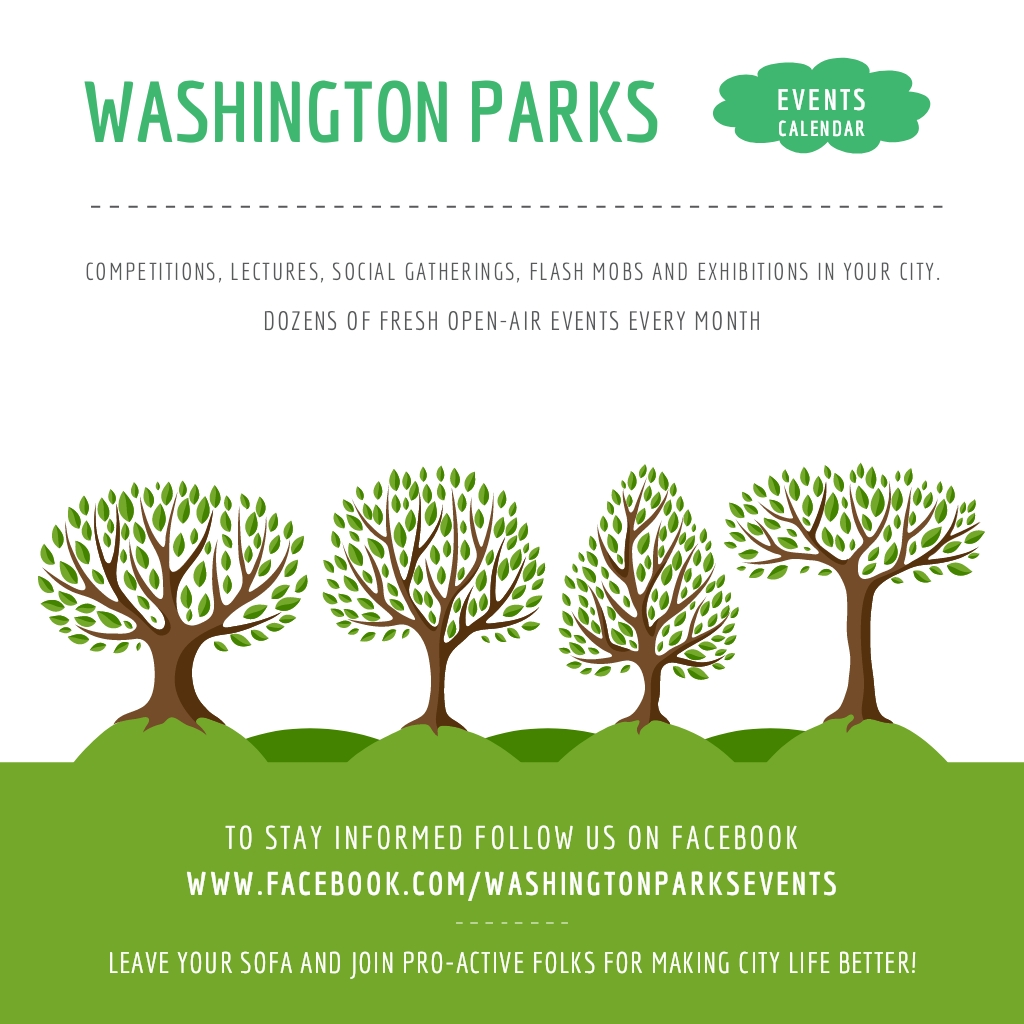 WASHINGTON PARKS
EVENTS
CALENDAR
COMPETITIONS, LECTURES, SOCIAL GATHERINGS, FLASH MOBS AND EXHIBITIONS IN YOUR CITY.
DOZENS OF FRESH OPEN-AIR EVENTS EVERY MONTH
TO STAY INFORMED FOLLOW US ON FACEBOOK
WWW.FACEBOOK.COM/WASHINGTONPARKSEVENTS
LEAVE YOUR SOFA AND JOIN PRO-ACTIVE FOLKS FOR MAKING CITY LIFE BETTER!